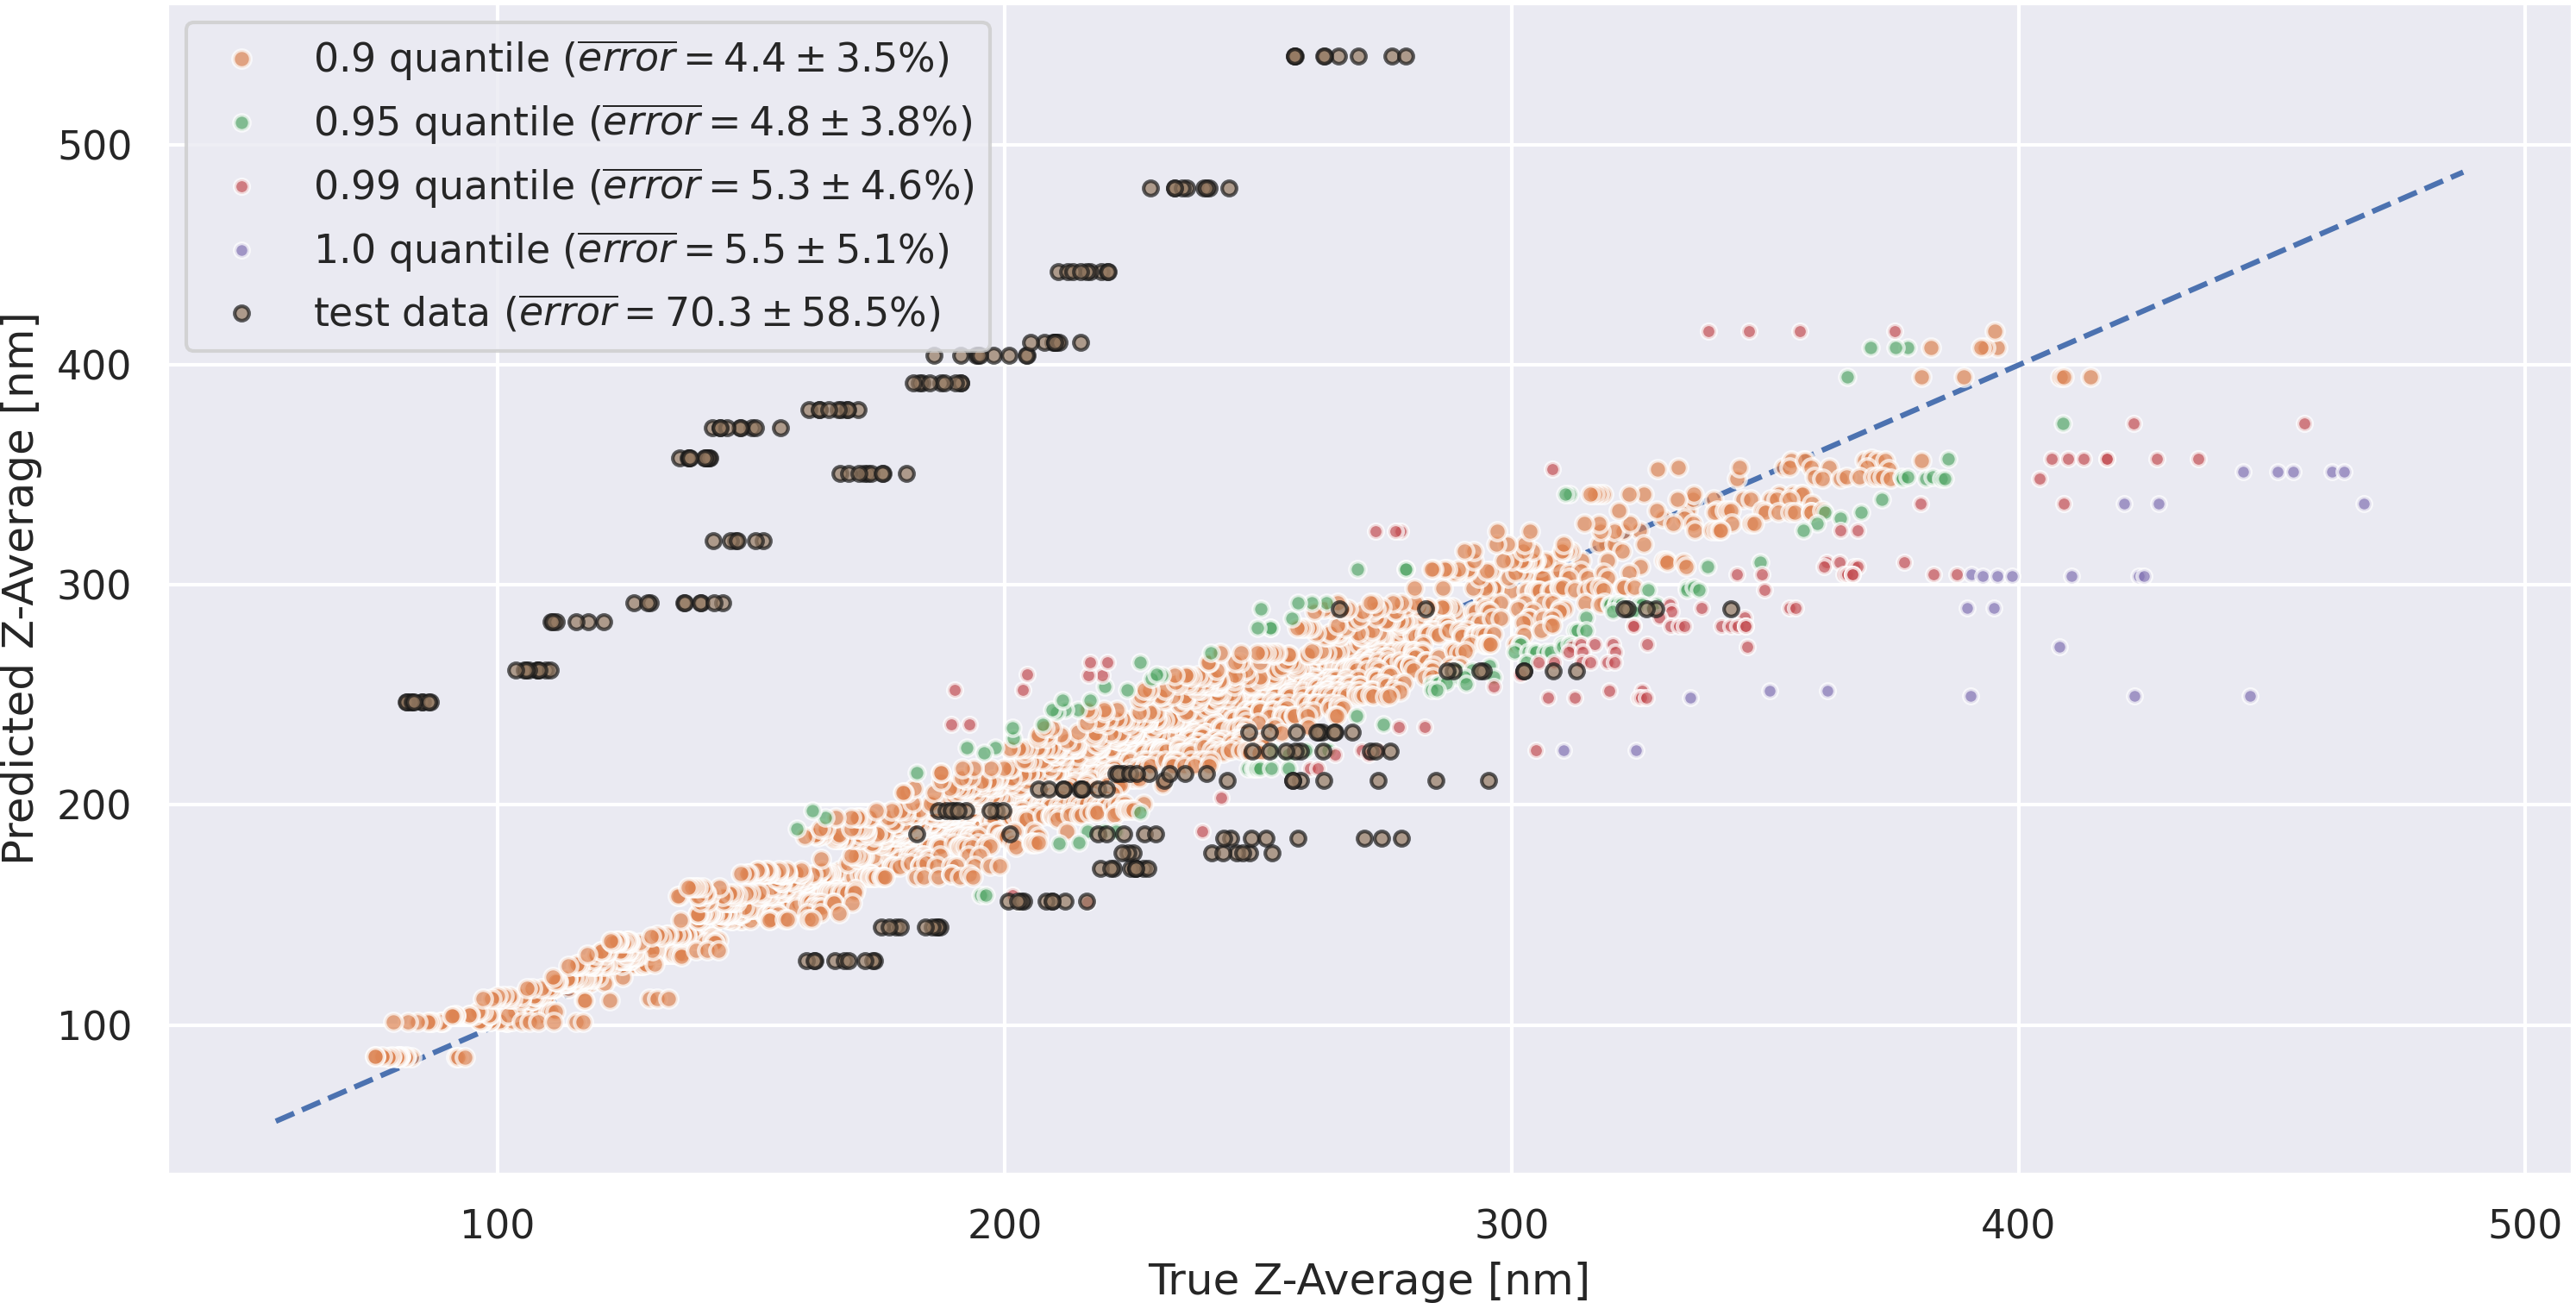 0.9 quantile (error = 4.4 ± 3.5%)
0.95 quantile (error = 4.8 ± 3.8%)
0.99 quantile (error = 5.3 ± 4.6%)
1.0 quantile (error = 5.5 ± 5.1%)
test data (error = 70.3 ± 58.5%)
Predicted Z-Average [nm]
500
400
300
200
100
100 200 300 400 500
True Z-Average [nm]